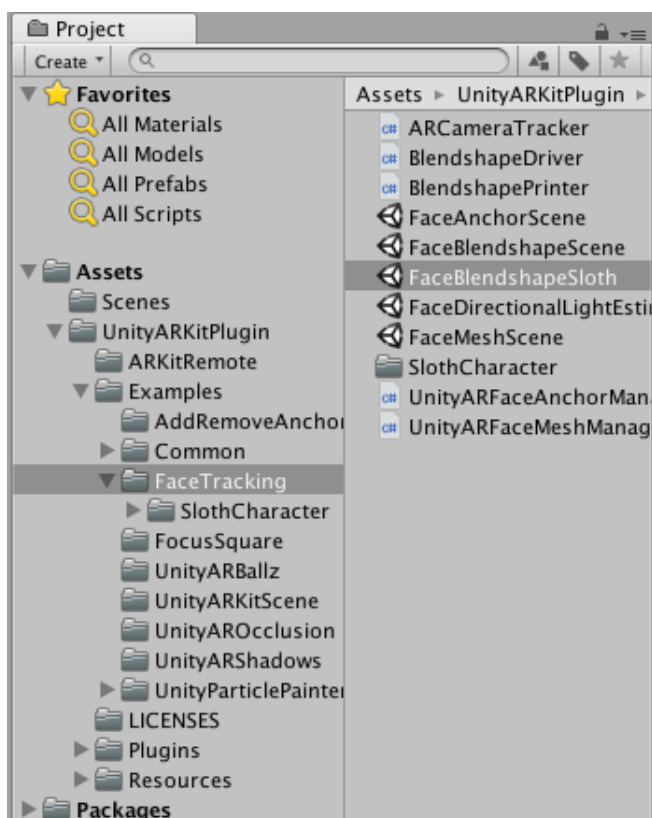 Project
Create
Favorites
All Materials
All Models
All Prefabs
All Scripts
Assets
Scenes
UnityARKitPlugin
ARKitRemote
Examples
AddRemoveAnchor
Common
FaceTracking
SlothCharacter
FocusSquare
UnityARBallz
UnityARKitScene
UnityAROcclusion
UnityARShadows
UnityParticlePainter
LICENSES
Plugins
Resources
Packages
Assets ▸ UnityARKitPlugin ▸
C# ARCameraTracker
C# BlendshapeDriver
C# BlendshapePrinter
FaceAnchorScene
FaceBlendshapeScene
FaceBlendshapeSloth
FaceDirectionalLightEsti
FaceMeshScene
SlothCharacter
C# UnityARFaceAnchorMan
C# UnityARFaceMeshManag